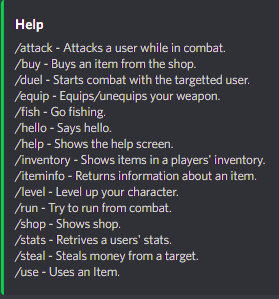 Help
/attack - Attacks a user while in combat.
/buy - Buys an item from the shop.
/duel - Starts combat with the targetted user.
/equip - Equips/unequips your weapon.
/fish - Go fishing.
/hello - Says hello.
/help - Shows the help screen.
/inventory - Shows items in a players' inventory.
/iteminfo - Returns information about an item.
/level - Level up your character.
/run - Try to run from combat.
/shop - Shows shop.
/stats - Retrives a users' stats.
/steal - Steals money from a target.
/use - Uses an Item.